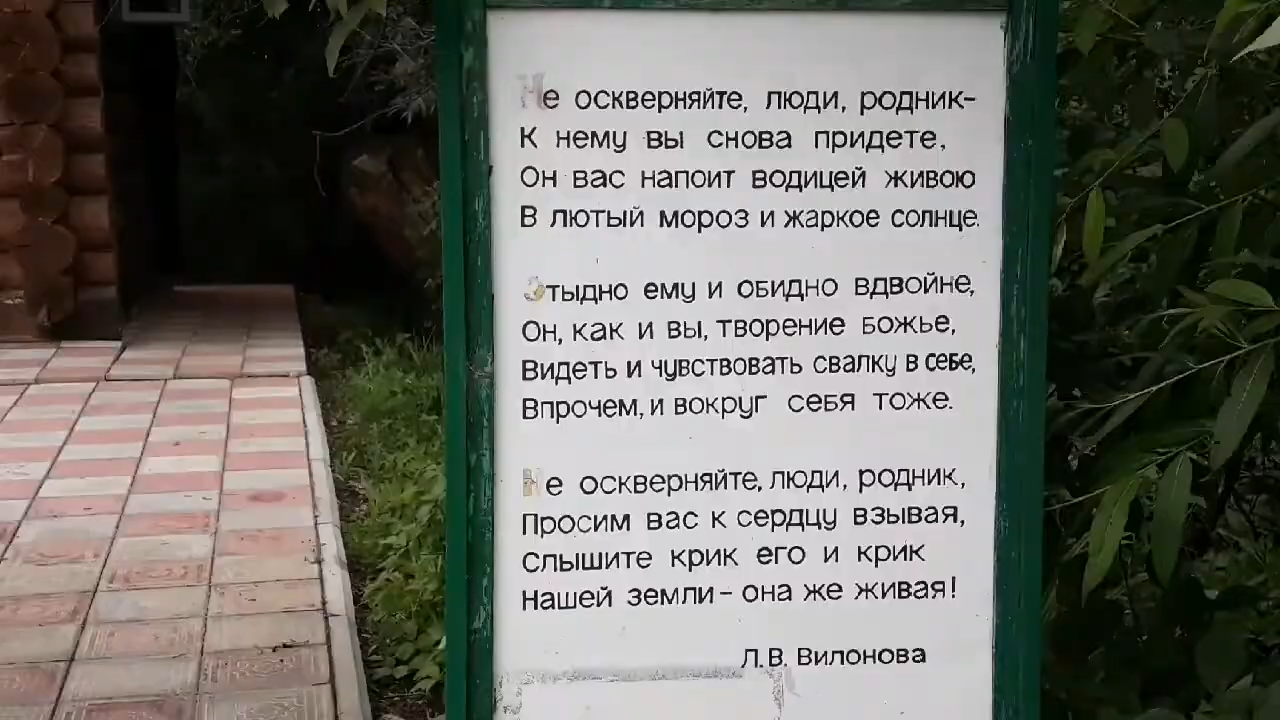 Не оскверняйте, люди, родник-
К нему вы снова придете,
Он вас напоит водицей живою
В лютый мороз и жаркое солнце.
Стыдно ему и обидно вдвойне,
Он, как и вы, творение божье,
Видеть и чувствовать свалку в себе,
Впрочем, и вокруг себя тоже.
Не оскверняйте, люди, родник,
Просим вас к сердцу взывая,
Слышите крик его и крик
Нашей земли - она же живая!
Л.В. Вилонова